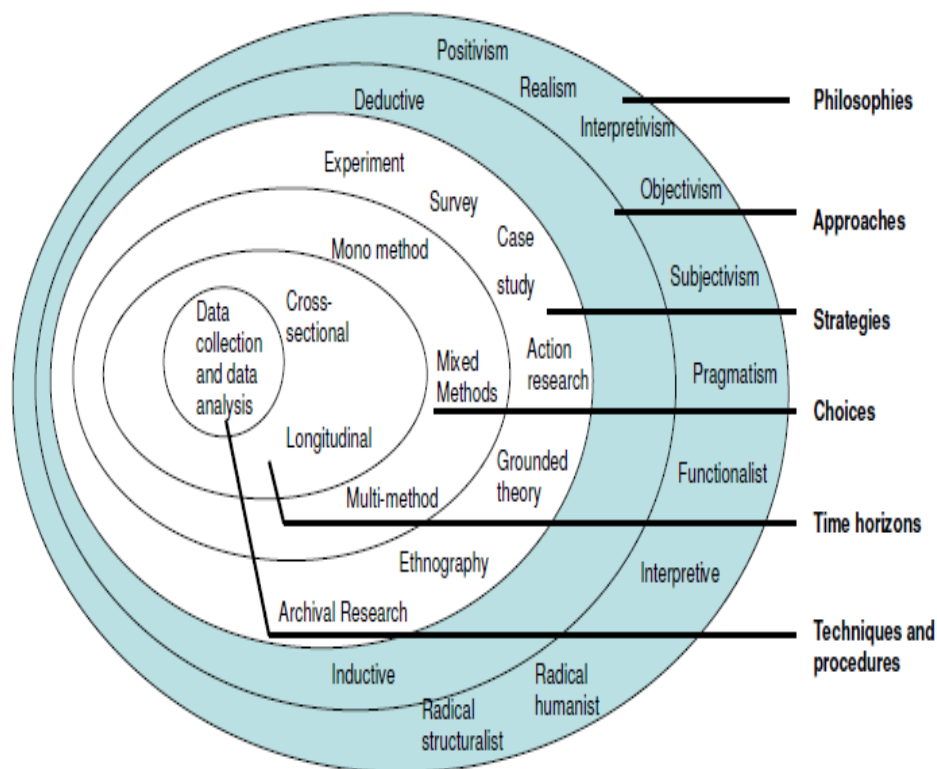 Positivism
Realism
Deductive
Philosophies
Interpretivism
Experiment
Objectivism
Survey
Approaches
Case
study
Mono method
Subjectivism
Data
collection
and data
analysis
Cross-
sectional
Strategies
Action
research
Mixed
Methods
Pragmatism
Choices
Longitudinal
Grounded
theory
Functionalist
Multi-method
Time horizons
Ethnography
Interpretive
Archival Research
Techniques and
procedures
Inductive
Radical
humanist
Radical
structuralist